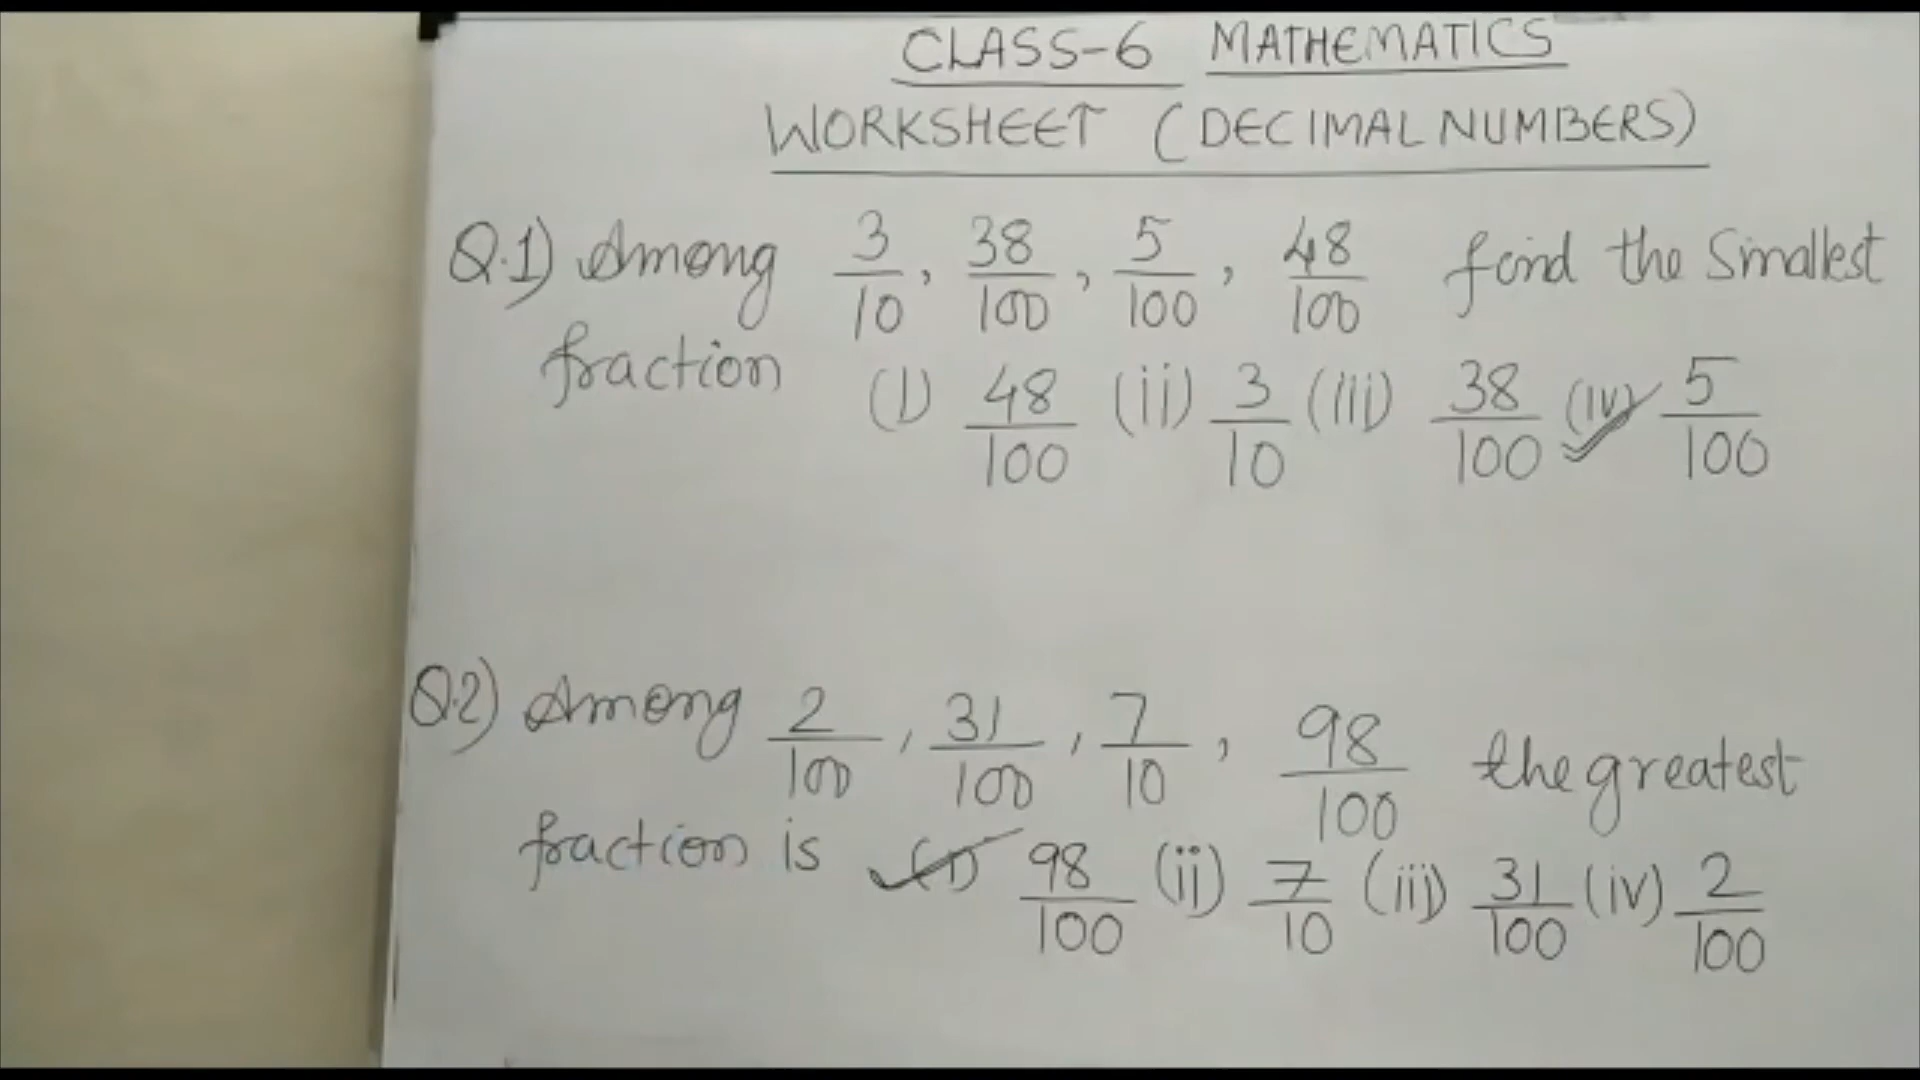 CLASS-6 MATHEMATICS
WORKSHEET (DECIMAL NUMBERS)
Q.1) Among 3/10, 38/100, 5/100, 48/100 find the Smallest
fraction (i) 48/100 (ii) 3/10 (iii) 38/100 (iv) 5/100
Q.2) Among 2/100, 31/100, 7/10, 98/100 the greatest
fraction is (i) 98/100 (ii) 7/10 (iii) 31/100 (iv) 2/100